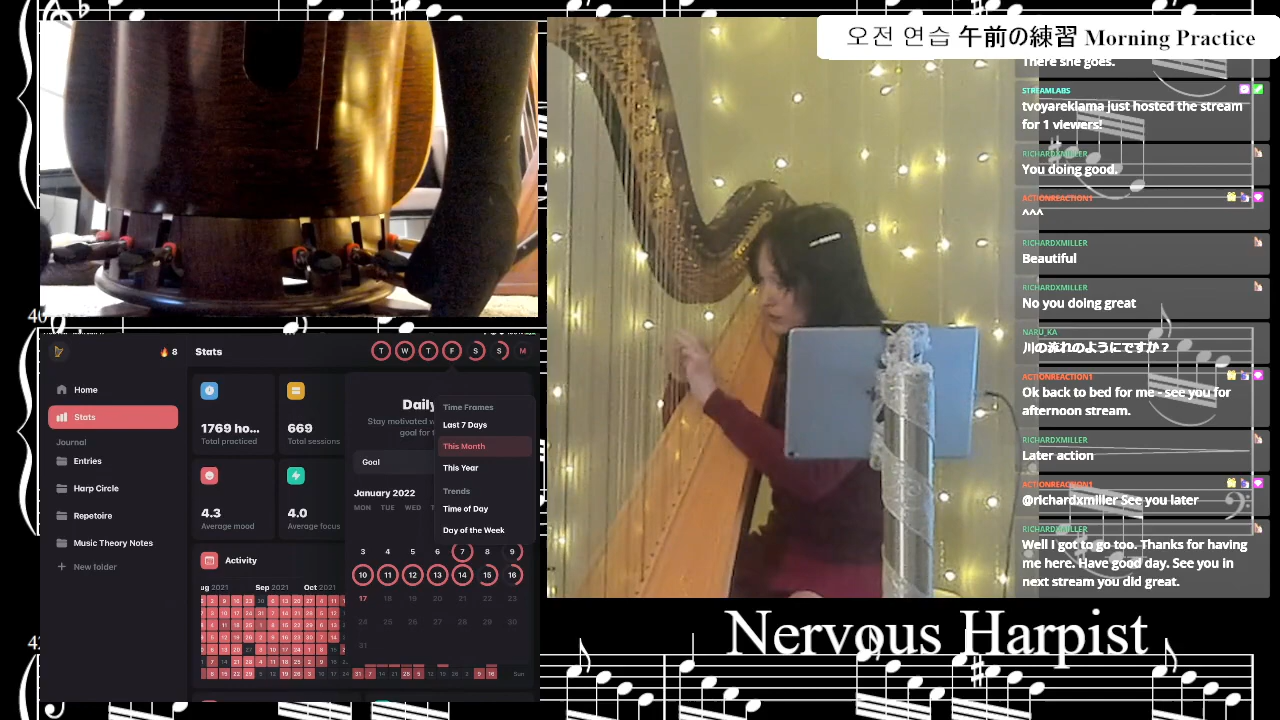 오전 연습 午前の練習 Morning Practice
There she goes.
STREAMLABS
tvoyareklama just hosted the stream
for 1 viewers!
RICHARDXMILLER
You doing good.
ACTIONREACTION1
^^^
RICHARDXMILLER
Beautiful
RICHARDXMILLER
No you doing great
NARU_KA
川の流れのようにですか？
ACTIONREACTION1
Ok back to bed for me - see you for
afternoon stream.
RICHARDXMILLER
Later action
ACTIONREACTION1
@richardxmiller See you later
RICHARDXMILLER
Well I got to go too. Thanks for having
me here. Have good day. See you in
next stream you did great.
Nervous Harpist
8
Stats
T W T F S S M
Home
Stats
Journal
Entries
Harp Circle
Repetoire
Music Theory Notes
New folder
1769 ho...
Total practiced
669
Total sessions
4.3
Average mood
4.0
Average focus
Activity
ug 2021 Sep 2021 Oct 2021
Daily
Stay motivated w
goal for t
Goal
January 2022
MON TUE WED T
3 4 5 6 7 8 9
10 11 12 13 14 15 16
17 18 19 20 21 22 23
24 25 26 27 28 29 30
31
Sun
Time Frames
Last 7 Days
This Month
This Year
Trends
Time of Day
Day of the Week